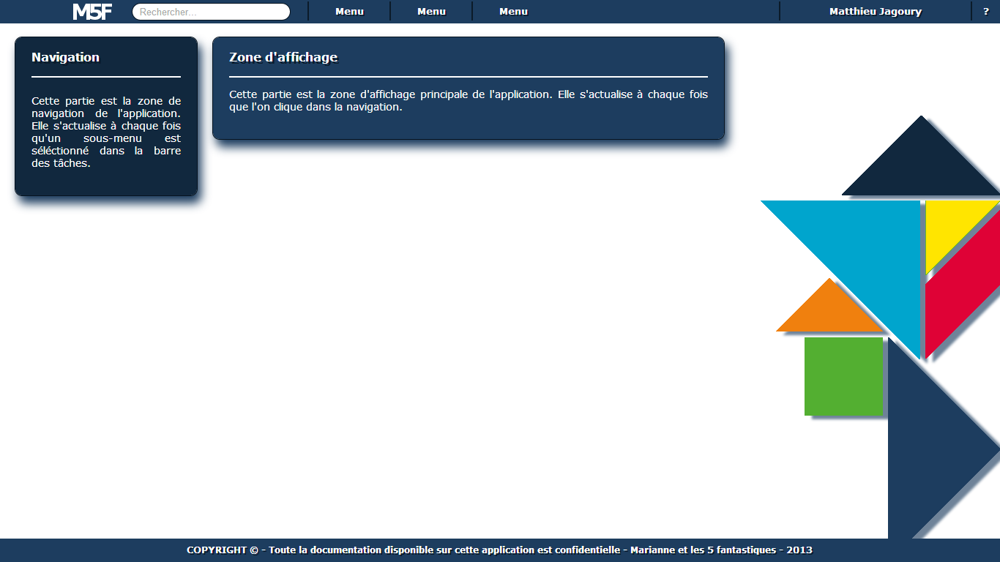 M5F
Rechercher...
Menu
Menu
Menu
Matthieu Jagoury
?
Navigation
Cette partie est la zone de
navigation de l'application.
Elle s'actualise à chaque fois
qu'un sous-menu est
séléctionné dans la barre
des tâches.
Zone d'affichage
Cette partie est la zone d'affichage principale de l'application. Elle s'actualise à chaque fois
que l'on clique dans la navigation.
COPYRIGHT © - Toute la documentation disponible sur cette application est confidentielle - Marianne et les 5 fantastiques - 2013